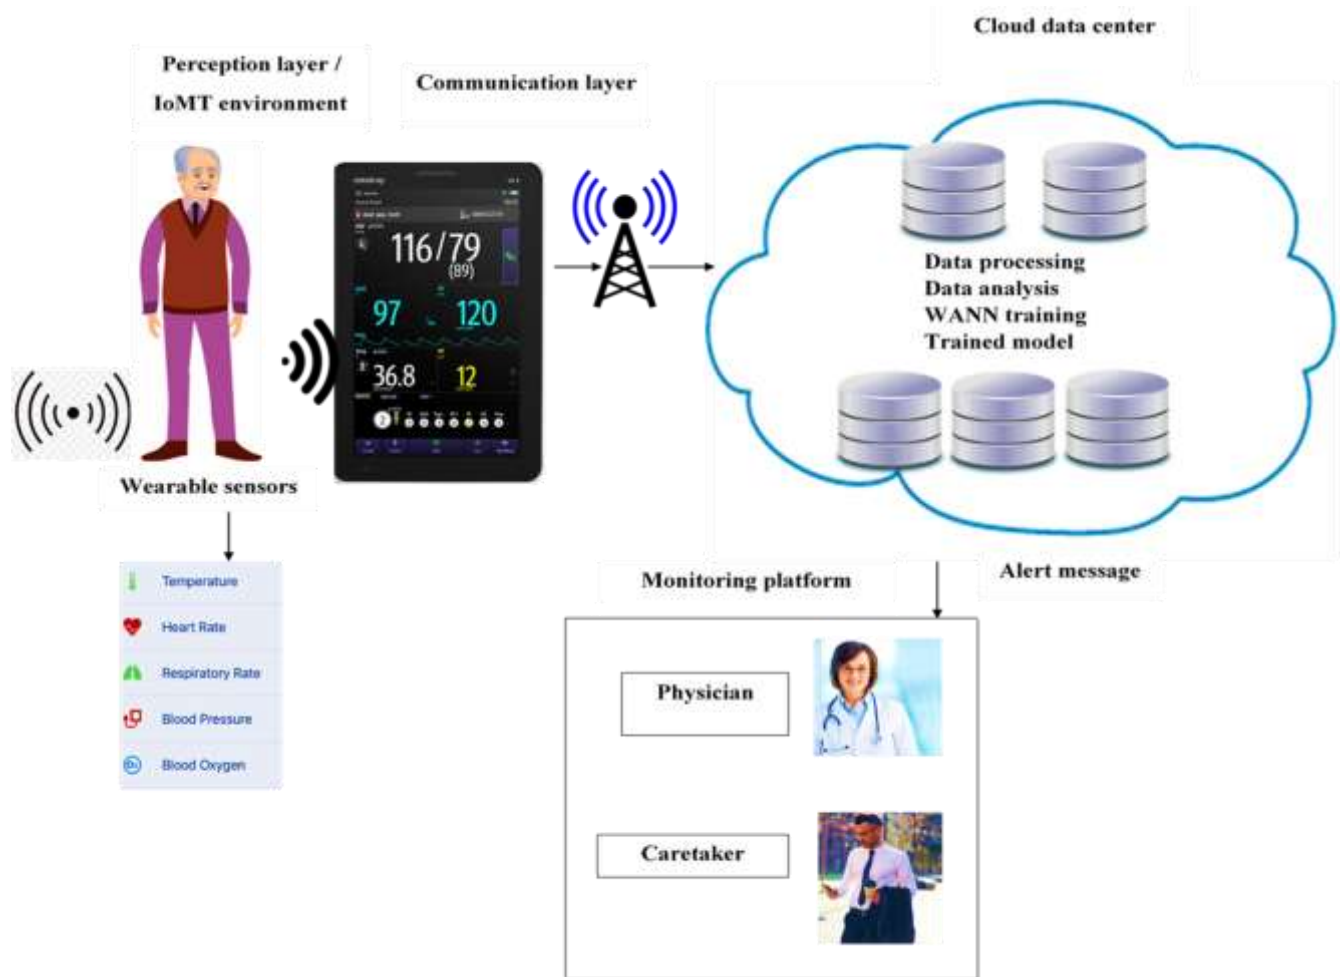 Cloud data center
Perception layer /
IoMT environment
Communication layer
116/79
(89)
97
120
36.8
12
2
Data processing
Data analysis
WANN training
Trained model
Wearable sensors
Temperature
Heart Rate
Respiratory Rate
Blood Pressure
Blood Oxygen
Monitoring platform
Alert message
Physician
Caretaker